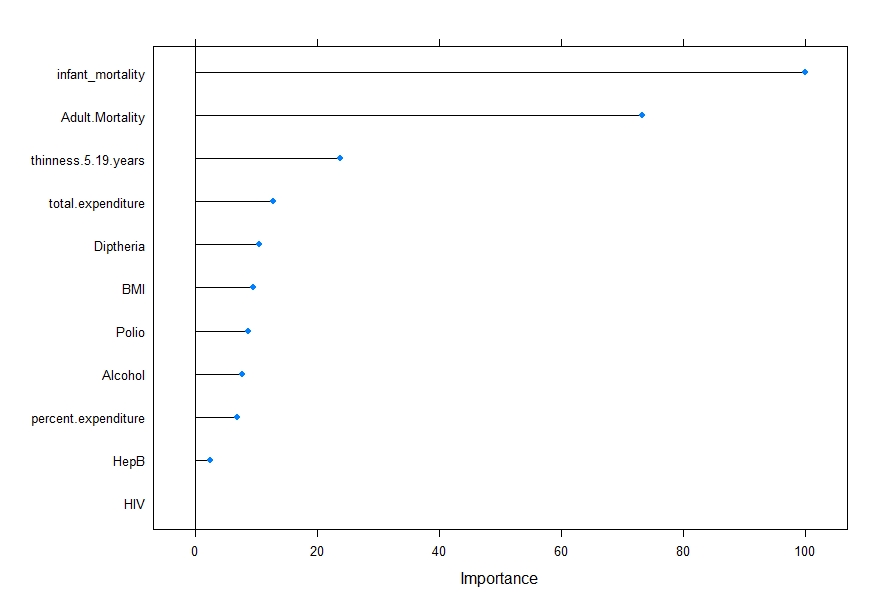 infant_mortality
Adult.Mortality
thinness.5.19.years
total.expenditure
Diptheria
BMI
Polio
Alcohol
percent.expenditure
HepB
HIV
0 20 40 60 80 100
Importance